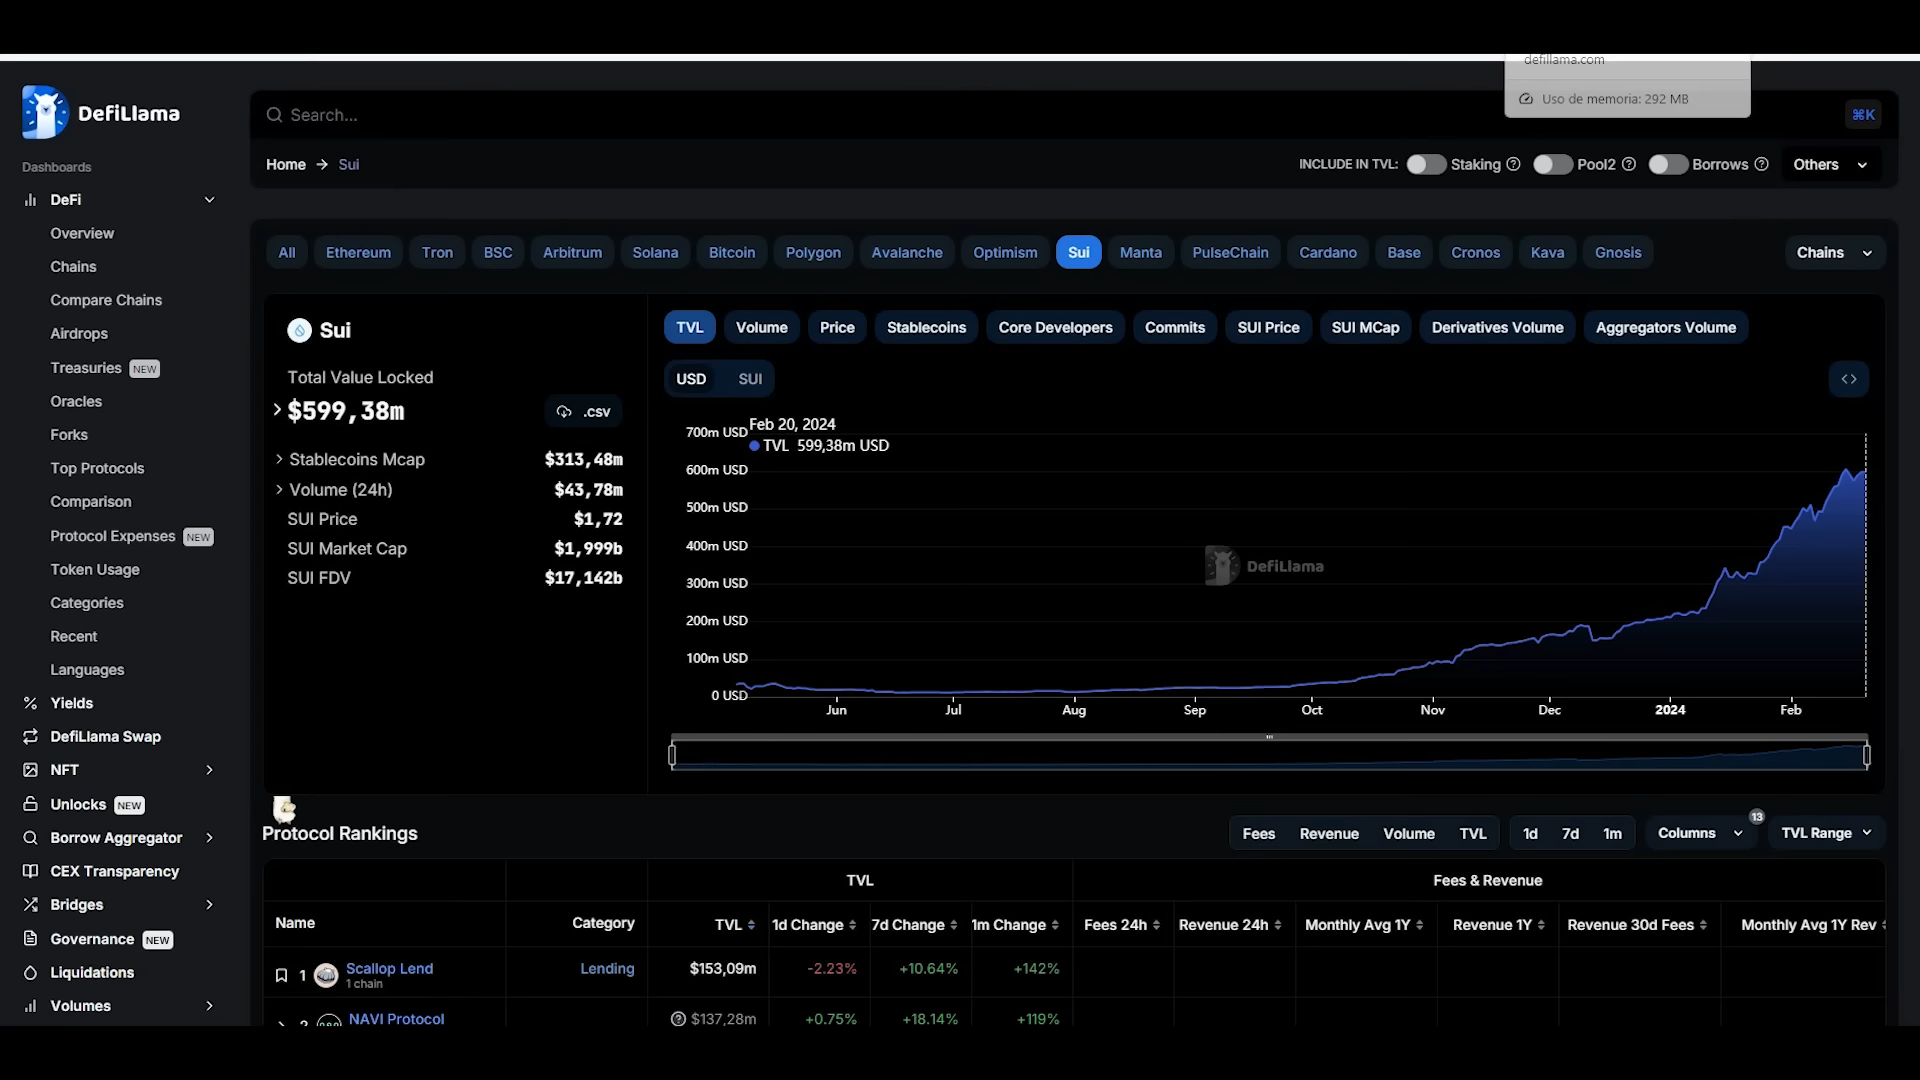 defillama.com
Uso de memoria: 292 MB
DefiLlama
Search...
⌘K
Home → Sui
INCLUDE IN TVL: Staking Pool2 Borrows Others
Dashboards
DeFi
Overview
Chains
Compare Chains
Airdrops
Treasuries NEW
Oracles
Forks
Top Protocols
Comparison
Protocol Expenses NEW
Token Usage
Categories
Recent
Languages
Yields
DefiLlama Swap
NFT
Unlocks NEW
Borrow Aggregator
CEX Transparency
Bridges
Governance NEW
Liquidations
Volumes
All Ethereum Tron BSC Arbitrum Solana Bitcoin Polygon Avalanche Optimism Sui Manta PulseChain Cardano Base Cronos Kava Gnosis Chains
Sui
Total Value Locked
$599,38m
.csv
Stablecoins Mcap $313,48m
Volume (24h) $43,78m
SUI Price $1,72
SUI Market Cap $1,999b
SUI FDV $17,142b
TVL Volume Price Stablecoins Core Developers Commits SUI Price SUI MCap Derivatives Volume Aggregators Volume
USD SUI
Feb 20, 2024
TVL 599,38m USD
700m USD
600m USD
500m USD
400m USD
300m USD
200m USD
100m USD
0 USD
DefiLlama
Jun Jul Aug Sep Oct Nov Dec 2024 Feb
Protocol Rankings
Fees Revenue Volume TVL
1d 7d 1m
Columns 13
TVL Range
TVL Fees & Revenue
Name Category TVL 1d Change 7d Change 1m Change Fees 24h Revenue 24h Monthly Avg 1Y Revenue 1Y Revenue 30d Fees Monthly Avg 1Y Rev
1 Scallop Lend Lending $153,09m -2.23% +10.64% +142%
1 chain
2 NAVI Protocol $137,28m +0.75% +18.14% +119%